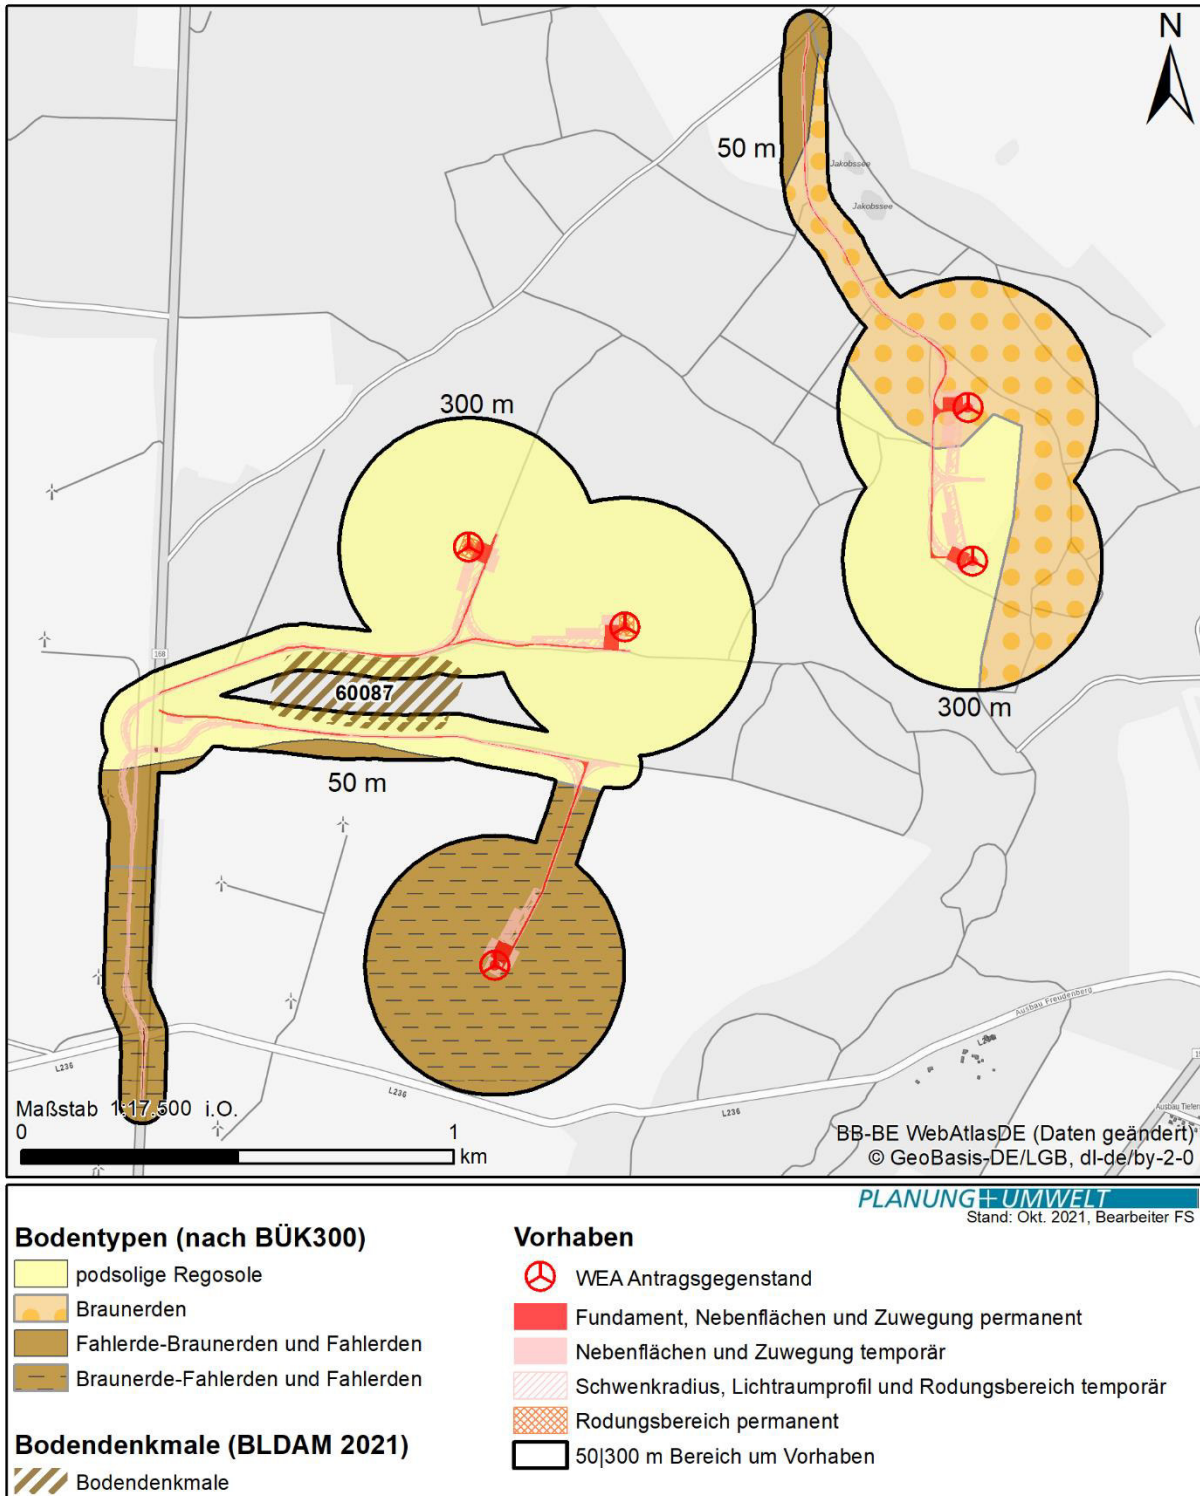 N
50 m
Jakobssee
Jakobssee
300 m
168
60087
300 m
50 m
Ausbau Freudenberg
L236
L236
L236
Maßstab 1:17.500 i.O.
0 1
km
BB-BE WebAtlasDE (Daten geändert)
© GeoBasis-DE/LGB, dl-de/by-2-0
PLANUNG+UMWELT
Stand: Okt. 2021, Bearbeiter FS
Bodentypen (nach BÜK300)
podsolige Regosole
Braunerden
Fahlerde-Braunerden und Fahlerden
Braunerde-Fahlerden und Fahlerden
Bodendenkmale (BLDAM 2021)
Bodendenkmale
Vorhaben
WEA Antragsgegenstand
Fundament, Nebenflächen und Zuwegung permanent
Nebenflächen und Zuwegung temporär
Schwenkradius, Lichtraumprofil und Rodungsbereich temporär
Rodungsbereich permanent
50|300 m Bereich um Vorhaben